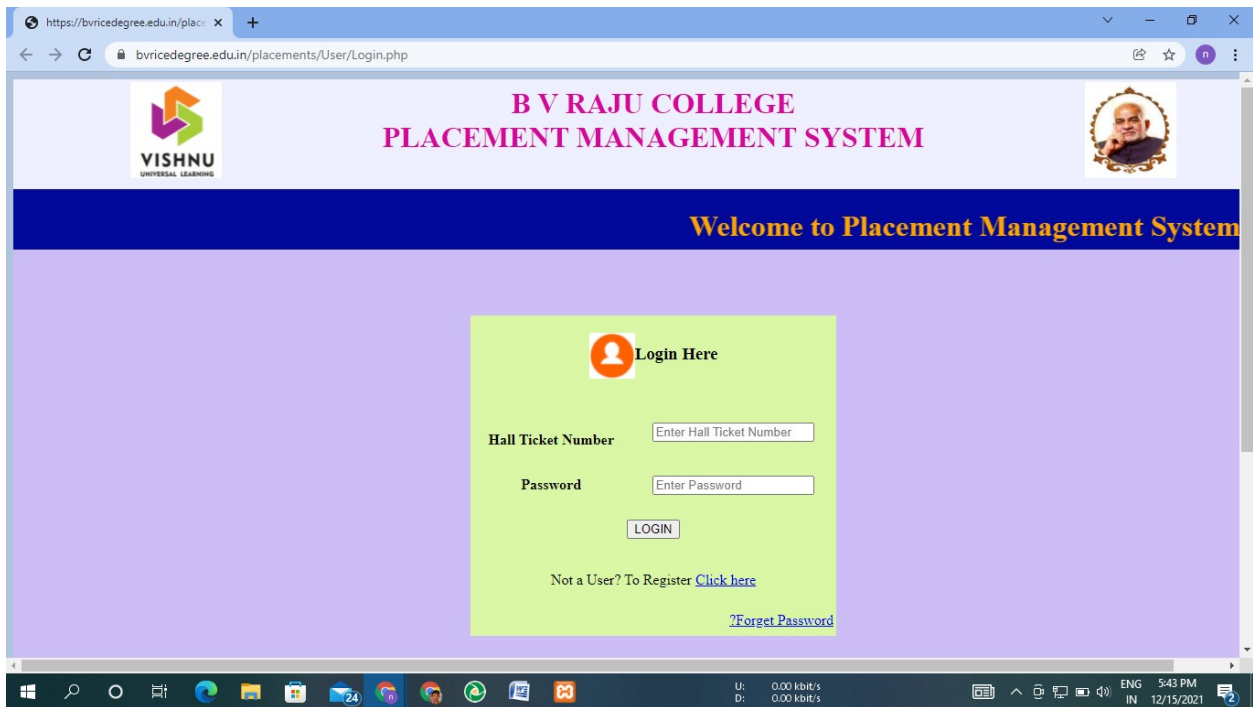 https://bvricedegree.edu.in/place
bvricedegree.edu.in/placements/User/Login.php
n
VISHNU
UNIVERSAL LEARNING
B V RAJU COLLEGE
PLACEMENT MANAGEMENT SYSTEM
Welcome to Placement Management System
Login Here
Hall Ticket Number
Enter Hall Ticket Number
Password
Enter Password
LOGIN
Not a User? To Register Click here
?Forget Password
24
n
U: 0.00 kbit/s
D: 0.00 kbit/s
ENG
IN
5:43 PM
12/15/2021
2